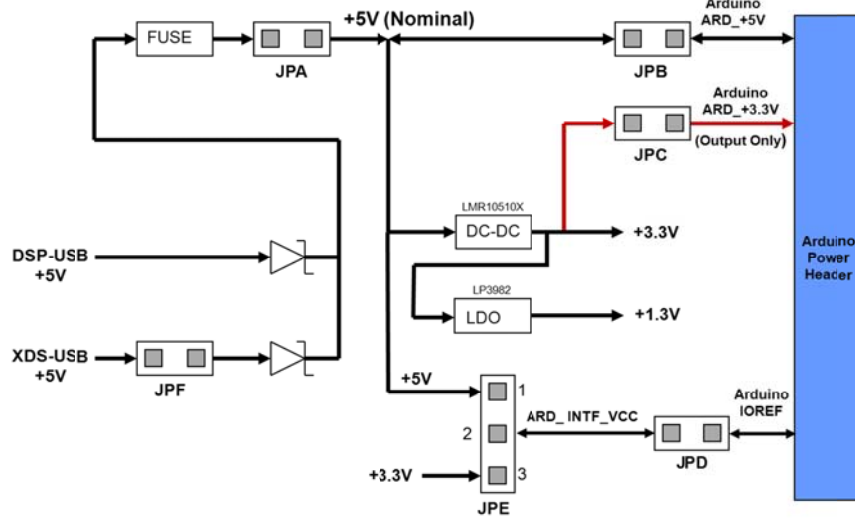 Arduino
ARD_+5V
+5V (Nominal)
FUSE
JPA
JPB
Arduino
ARD_+3.3V
(Output Only)
JPC
LMR10510X
DC-DC
+3.3V
DSP-USB
+5V
Arduino
Power
Header
LP3982
LDO
+1.3V
XDS-USB
+5V
JPF
+5V
1
ARD_ INTF_VCC
2
Arduino
IOREF
JPD
+3.3V
3
JPE